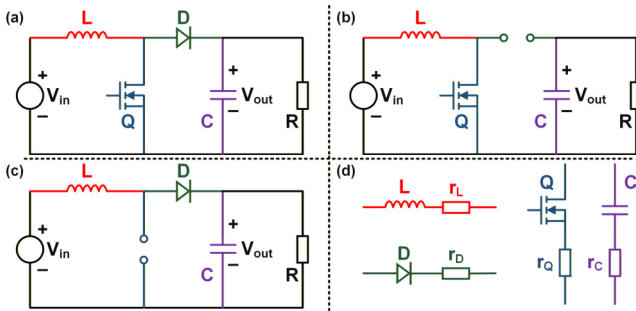 (a)
L
D
+
V_in
−
Q
+
C
V_out
−
R
(b)
L
+
V_in
−
Q
+
C
V_out
−
R
(c)
L
D
+
V_in
−
+
C
V_out
−
R
(d)
L
r_L
Q
C
D
r_D
r_Q
r_C